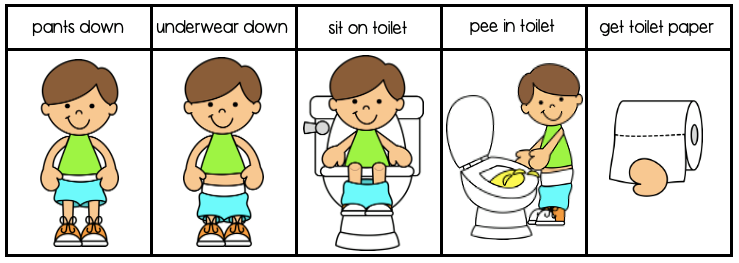 pants down
underwear down
sit on toilet
pee in toilet
get toilet paper